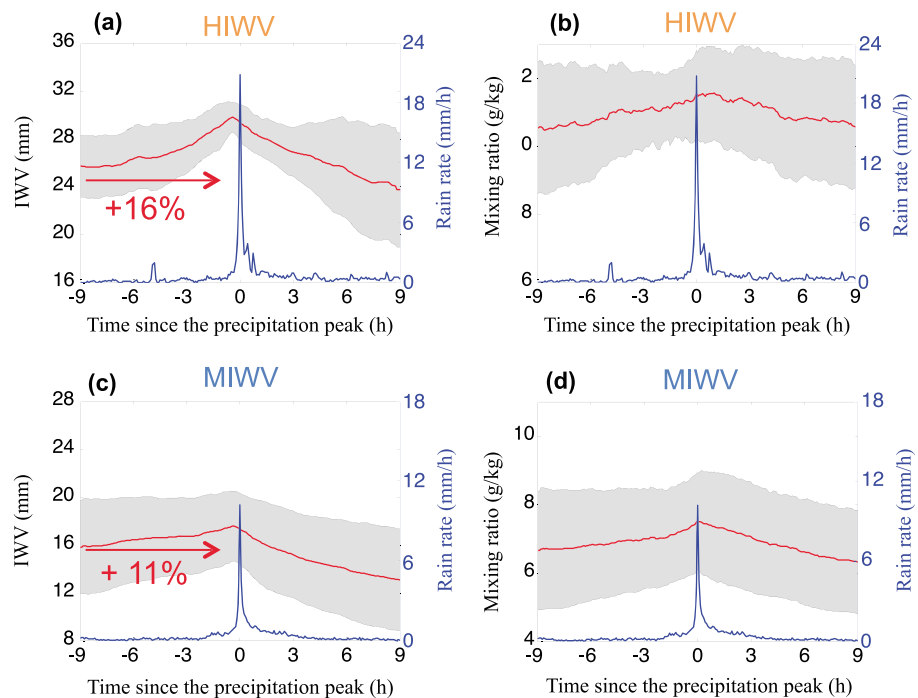 (a) HIWV
36
32
28
24
20
16
IWV (mm)
24
18
12
6
0
Rain rate (mm/h)
+16%
-9 -6 -3 0 3 6 9
Time since the precipitation peak (h)
(b) HIWV
2
0
8
6
Mixing ratio (g/kg)
24
18
12
6
0
Rain rate (mm/h)
-9 -6 -3 0 3 6 9
Time since the precipitation peak (h)
(c) MIWV
28
24
20
16
12
8
IWV (mm)
18
12
6
0
Rain rate (mm/h)
+ 11%
-9 -6 -3 0 3 6 9
Time since the precipitation peak (h)
(d) MIWV
10
8
6
4
Mixing ratio (g/kg)
18
12
6
0
Rain rate (mm/h)
-9 -6 -3 0 3 6 9
Time since the precipitation peak (h)